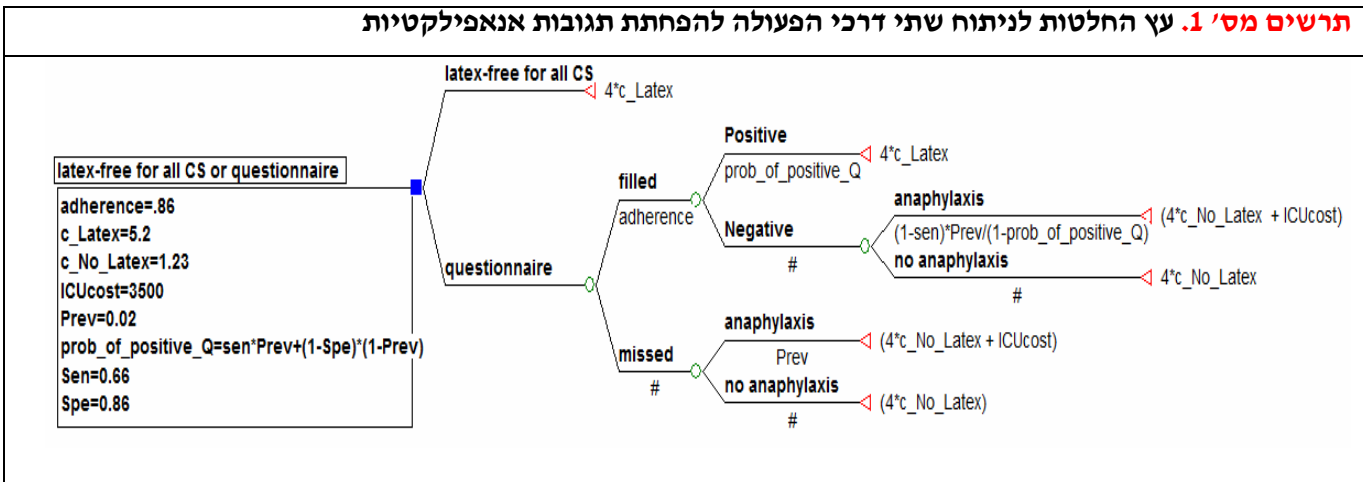 תרשים מס' 1. עץ החלטות לניתוח שתי דרכי הפעולה להפחתת תגובות אנאפילקטיות
latex-free for all CS
4*c_Latex
latex-free for all CS or questionnaire
adherence=.86
c_Latex=5.2
c_No_Latex=1.23
ICUcost=3500
Prev=0.02
prob_of_positive_Q=sen*Prev+(1-Spe)*(1-Prev)
Sen=0.66
Spe=0.86
questionnaire
filled
adherence
Positive
prob_of_positive_Q
4*c_Latex
Negative
#
anaphylaxis
(1-sen)*Prev/(1-prob_of_positive_Q)
(4*c_No_Latex + ICUcost)
no anaphylaxis
#
4*c_No_Latex
missed
#
anaphylaxis
Prev
(4*c_No_Latex + ICUcost)
no anaphylaxis
#
(4*c_No_Latex)